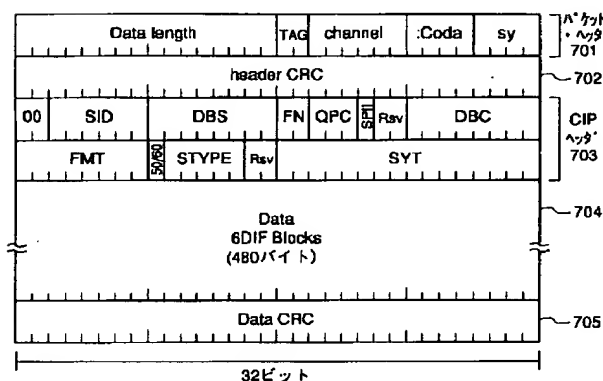 Data length TAG channel :Coda sy
パケット・ヘッダ
701
header CRC
702
00 SID DBS FN QPC SPH Rsv DBC
CIP
ヘッダ
703
FMT 50/60 STYPE Rsv SYT
Data
6DIF Blocks
(480バイト)
704
Data CRC
705
32ビット